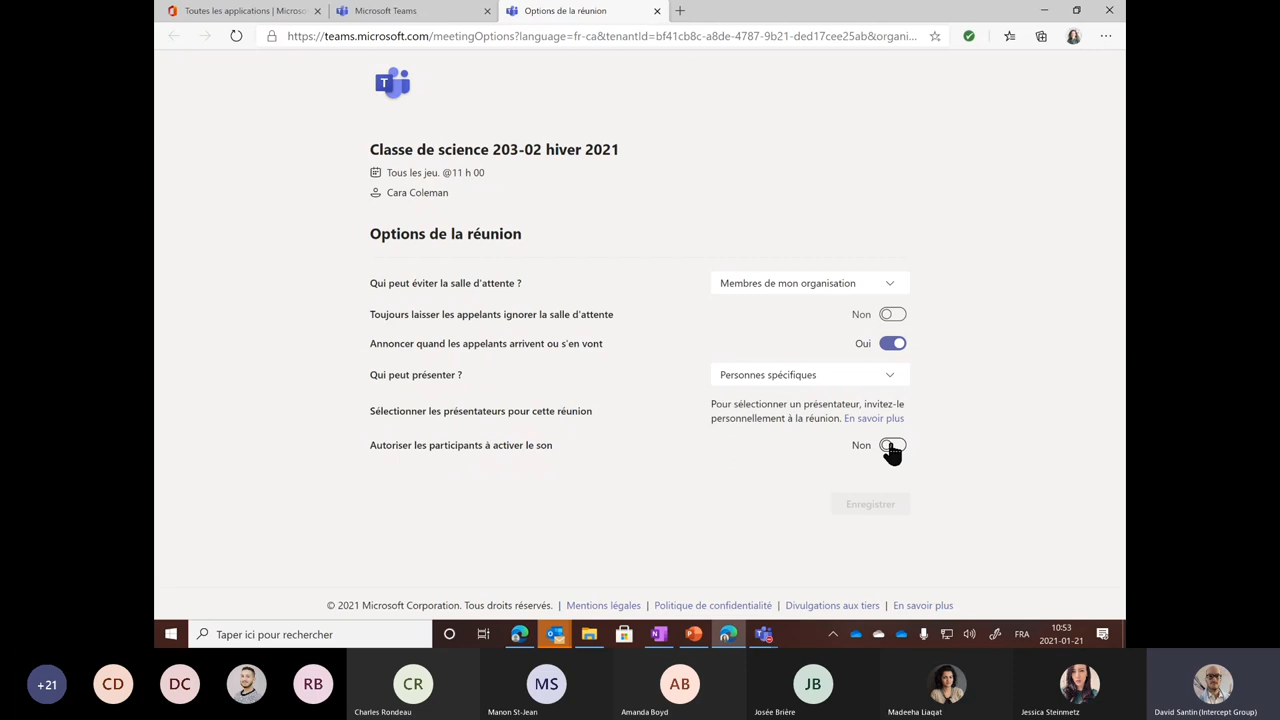 Toutes les applications | Micros
Microsoft Teams
Options de la réunion
https://teams.microsoft.com/meetingOptions?language=fr-ca&tenantId=bf41cb8c-a8de-4787-9b21-ded17cee25ab&organi...
T
Classe de science 203-02 hiver 2021
Tous les jeu. @11 h 00
Cara Coleman
Options de la réunion
Qui peut éviter la salle d'attente ? Membres de mon organisation
Toujours laisser les appelants ignorer la salle d'attente Non
Annoncer quand les appelants arrivent ou s'en vont Oui
Qui peut présenter ? Personnes spécifiques
Sélectionner les présentateurs pour cette réunion
Pour sélectionner un présentateur, invitez-le
personnellement à la réunion. En savoir plus
Autoriser les participants à activer le son Non
Enregistrer
© 2021 Microsoft Corporation. Tous droits réservés. | Mentions légales | Politique de confidentialité | Divulgations aux tiers | En savoir plus
Taper ici pour rechercher
FRA
10:53
2021-01-21
+21 CD DC RB CR MS AB JB
Charles Rondeau Manon St-Jean Amanda Boyd Josée Brière Madeeha Liaqat Jessica Steinmetz David Santin (Intercept Group)